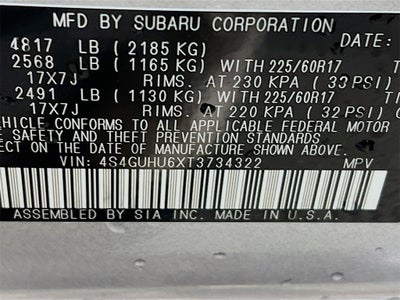 MFD BY SUBARU CORPORATION DATE:
4817 LB (2185 KG)
2568 LB (1165 KG) WITH 225/60R17
17X7J RIMS. AT 230 KPA (33 PSI)
2491 LB (1130 KG) WITH 225/60R17
17X7J RIMS. AT 220 KPA (32 PSI)
VEHICLE CONFORMS TO ALL APPLICABLE FEDERAL MOTOR
SAFETY AND THEFT PREVENTION STANDARDS
ON THE DATE OF MANUFACTURE SHOWN ABOVE.
VIN: 4S4GUHU6XT3734322 MPV
ASSEMBLED BY SIA INC. MADE IN U.S.A.